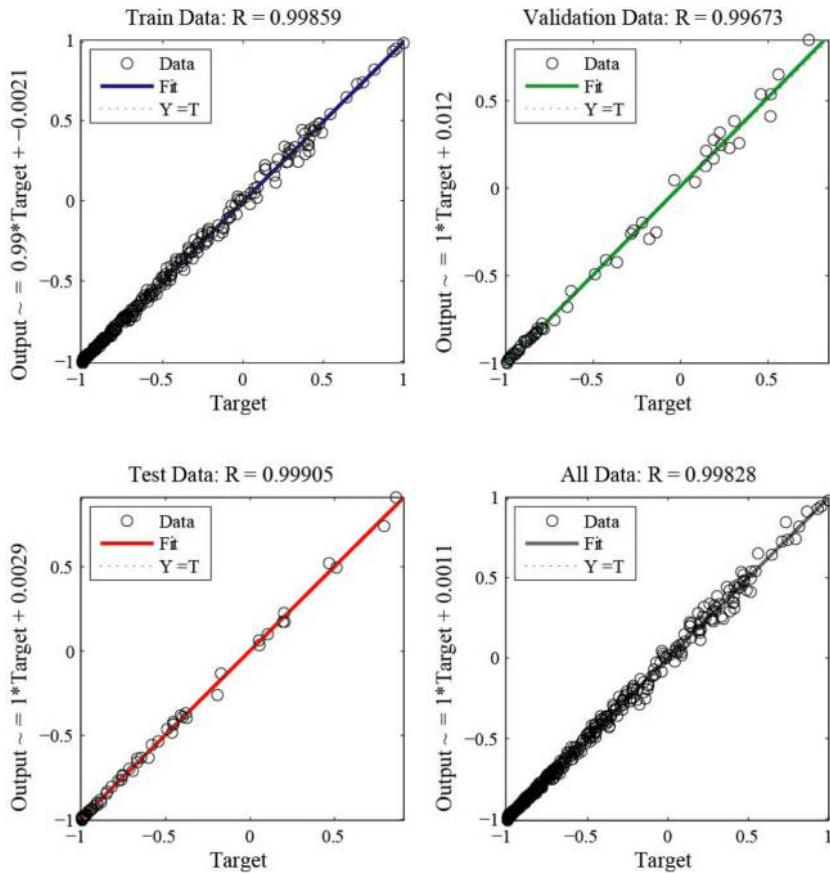 Train Data: R = 0.99859
Data
Fit
Y =T
1
0.5
0
−0.5
−1
−1
−0.5
0
0.5
1
Target
Output ~ = 0.99*Target + −0.0021
Validation Data: R = 0.99673
Data
Fit
Y =T
0.5
0
−0.5
−1
−1
−0.5
0
0.5
Target
Output ~ = 1*Target + 0.012
Test Data: R = 0.99905
Data
Fit
Y =T
0.5
0
−0.5
−1
−1
−0.5
0
0.5
Target
Output ~ = 1*Target + 0.0029
All Data: R = 0.99828
Data
Fit
Y =T
1
0.5
0
−0.5
−1
−1
−0.5
0
0.5
1
Target
Output ~ = 1*Target + 0.0011